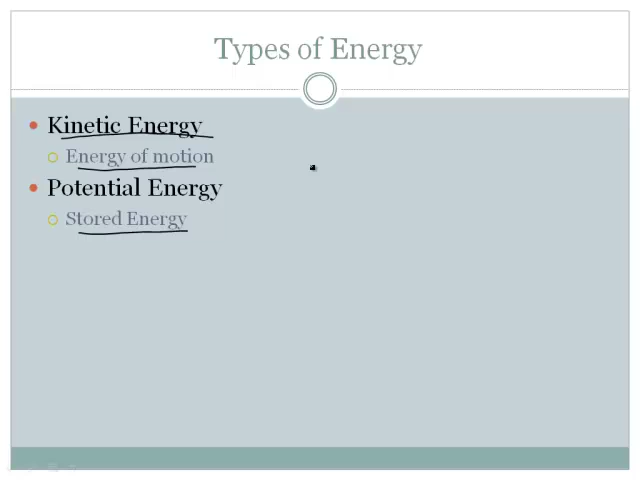 Types of Energy
Kinetic Energy
Energy of motion
Potential Energy
Stored Energy